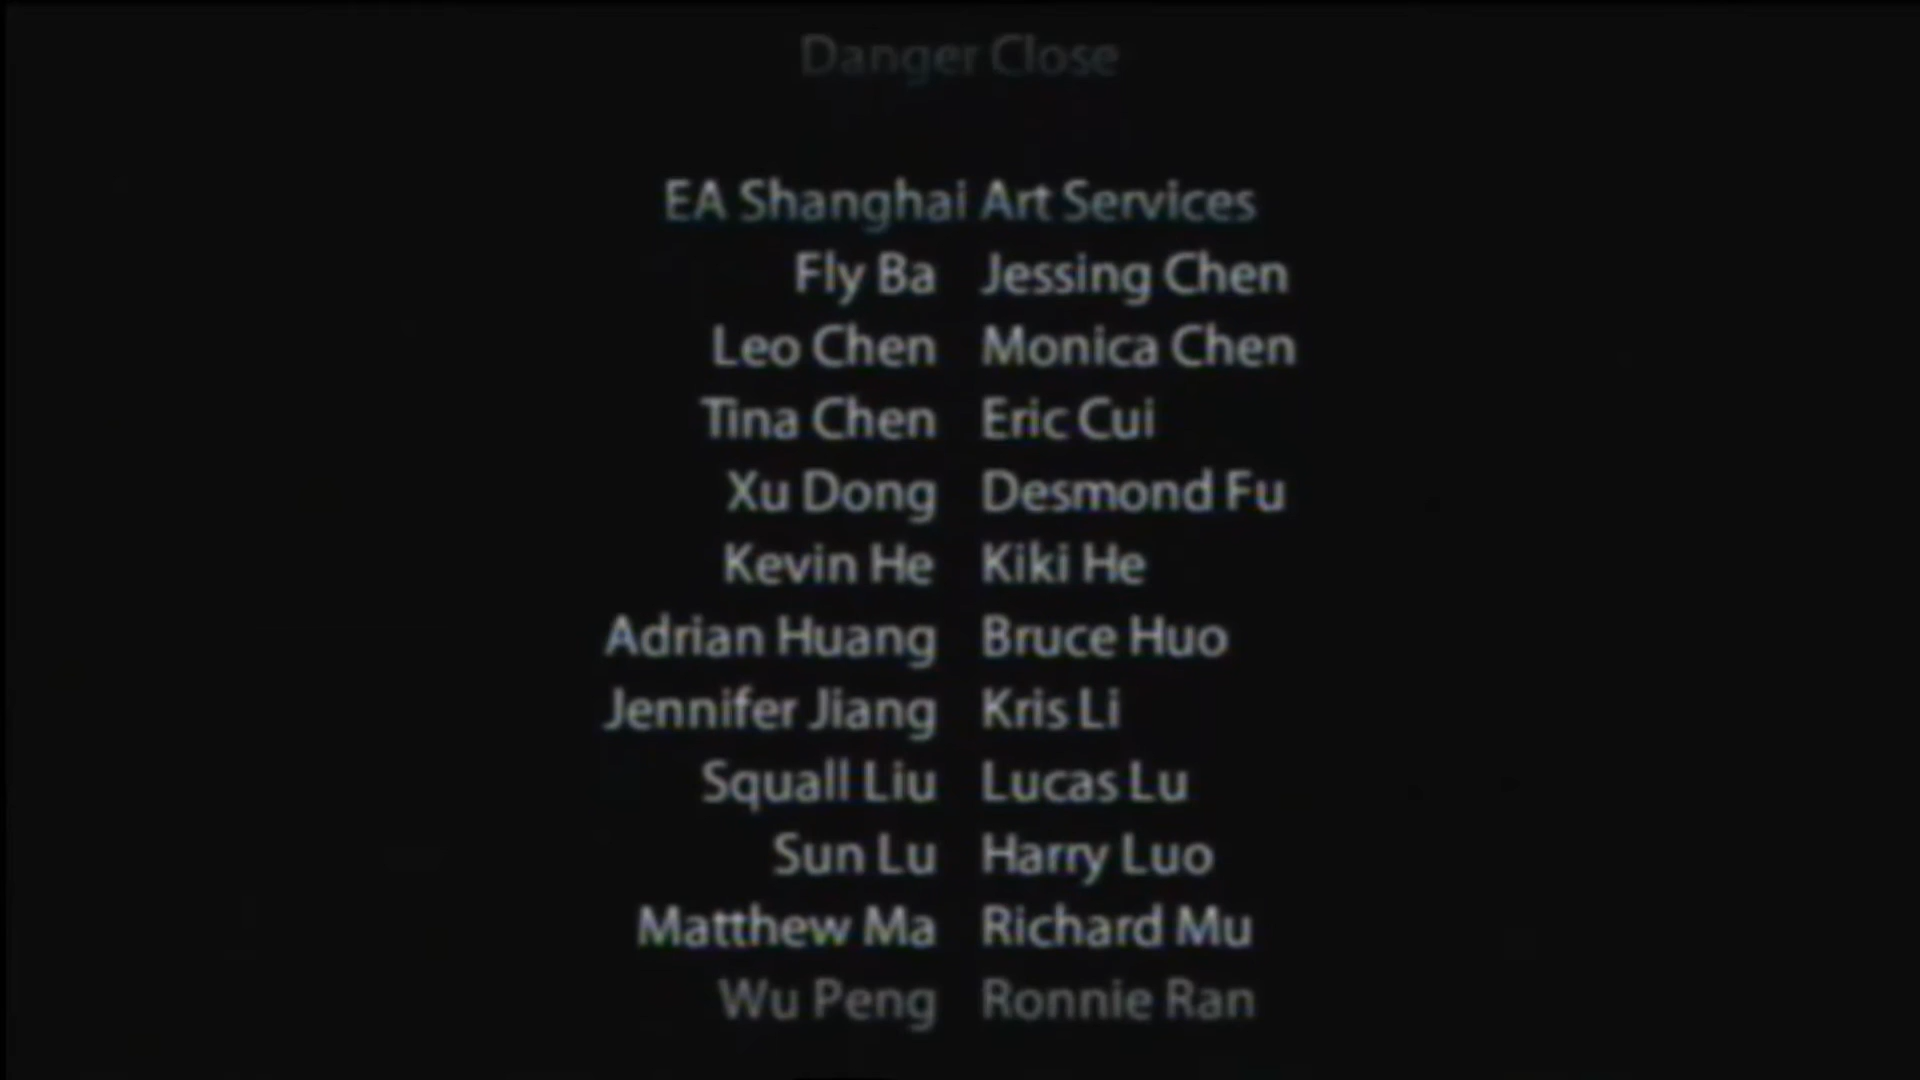 Danger Close
EA Shanghai Art Services
Fly Ba Jessing Chen
Leo Chen Monica Chen
Tina Chen Eric Cui
Xu Dong Desmond Fu
Kevin He Kiki He
Adrian Huang Bruce Huo
Jennifer Jiang Kris Li
Squall Liu Lucas Lu
Sun Lu Harry Luo
Matthew Ma Richard Mu
Wu Peng Ronnie Ran